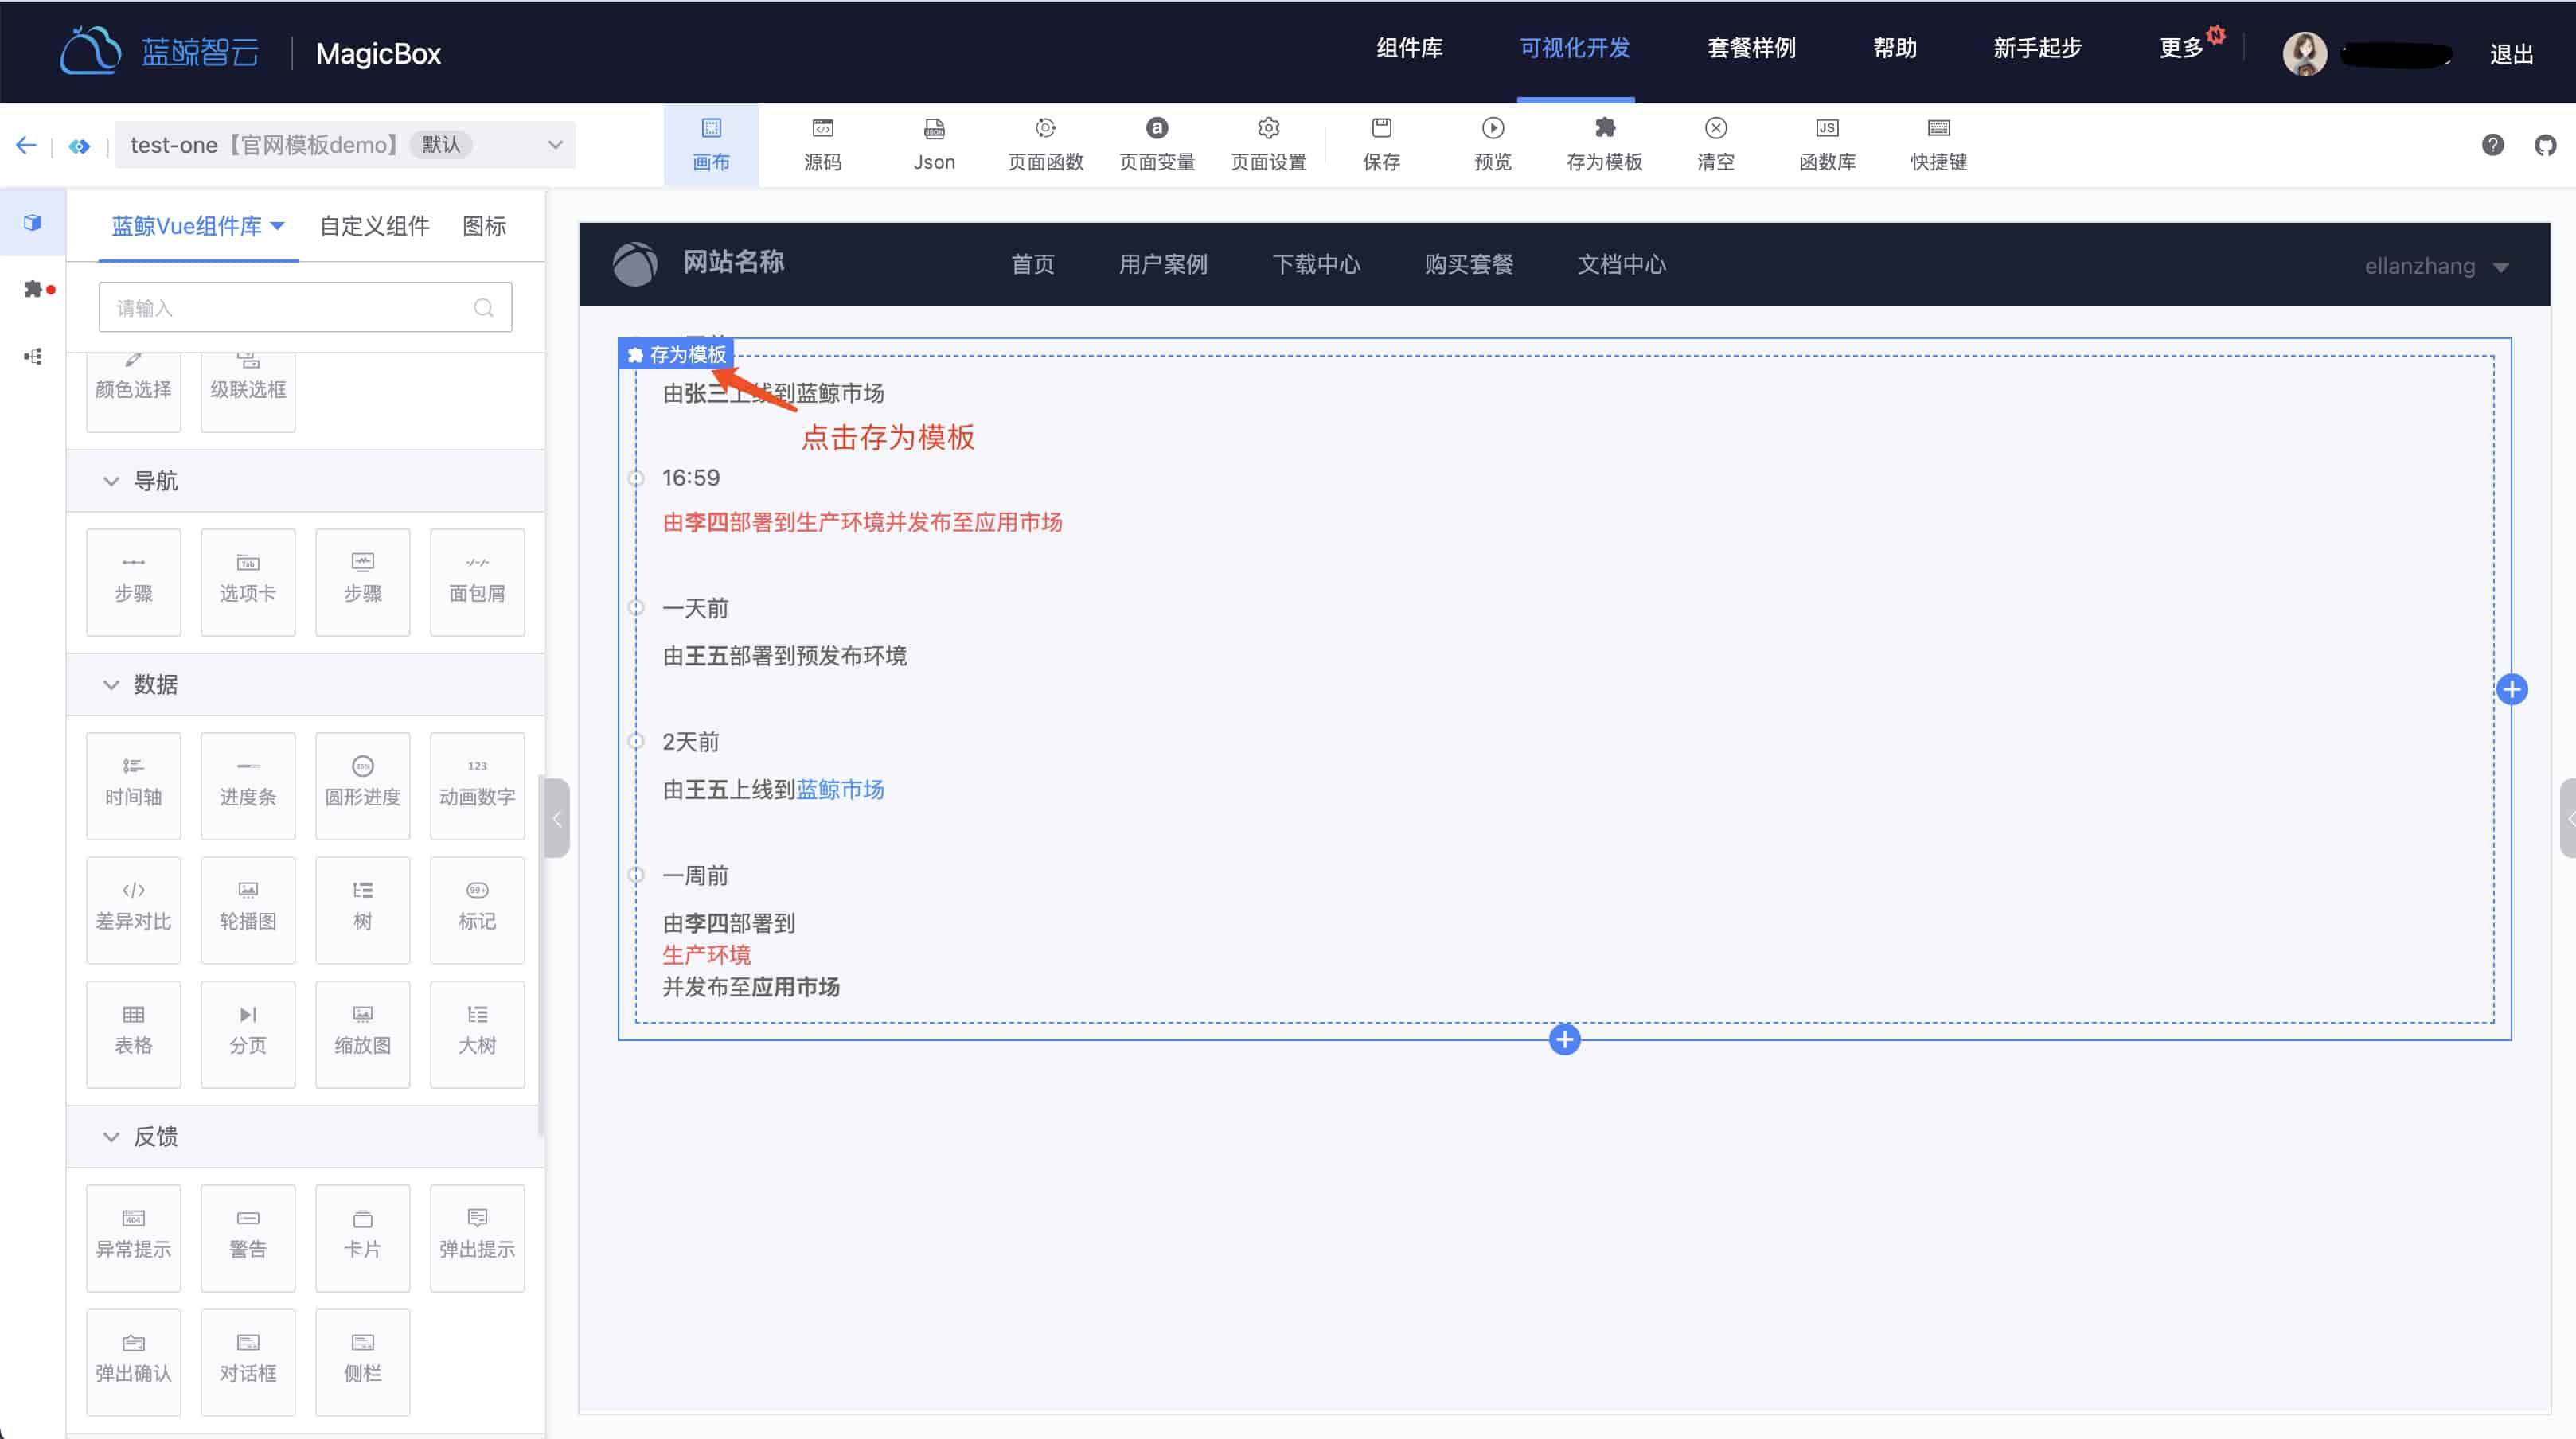 蓝鲸智云 MagicBox 组件库 可视化开发 套餐样例 帮助 新手起步 更多 N 退出
test-one【官网模板demo】 默认
画布 源码 Json 页面函数 页面变量 页面设置 保存 预览 存为模板 清空 函数库 快捷键
蓝鲸Vue组件库 自定义组件 图标
请输入
颜色选择 级联选框
导航
步骤 选项卡 步骤 面包屑
数据
时间轴 进度条 圆形进度 动画数字
差异对比 轮播图 树 标记
表格 分页 缩放图 大树
反馈
异常提示 警告 卡片 弹出提示
弹出确认 对话框 侧栏
网站名称 首页 用户案例 下载中心 购买套餐 文档中心 ellanzhang
存为模板
由张三上线到蓝鲸市场
点击存为模板
16:59
由李四部署到生产环境并发布至应用市场
一天前
由王五部署到预发布环境
2天前
由王五上线到蓝鲸市场
一周前
由李四部署到
生产环境
并发布至应用市场